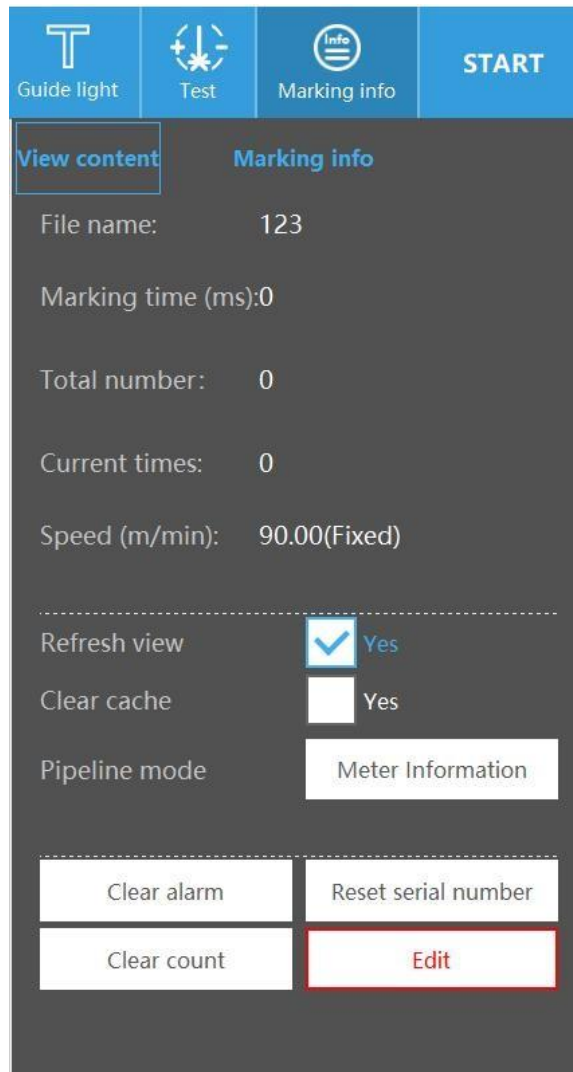 Info
Guide light Test Marking info START
View content Marking info
File name: 123
Marking time (ms):0
Total number: 0
Current times: 0
Speed (m/min): 90.00(Fixed)
Refresh view Yes
Clear cache Yes
Pipeline mode Meter Information
Clear alarm Reset serial number
Clear count Edit